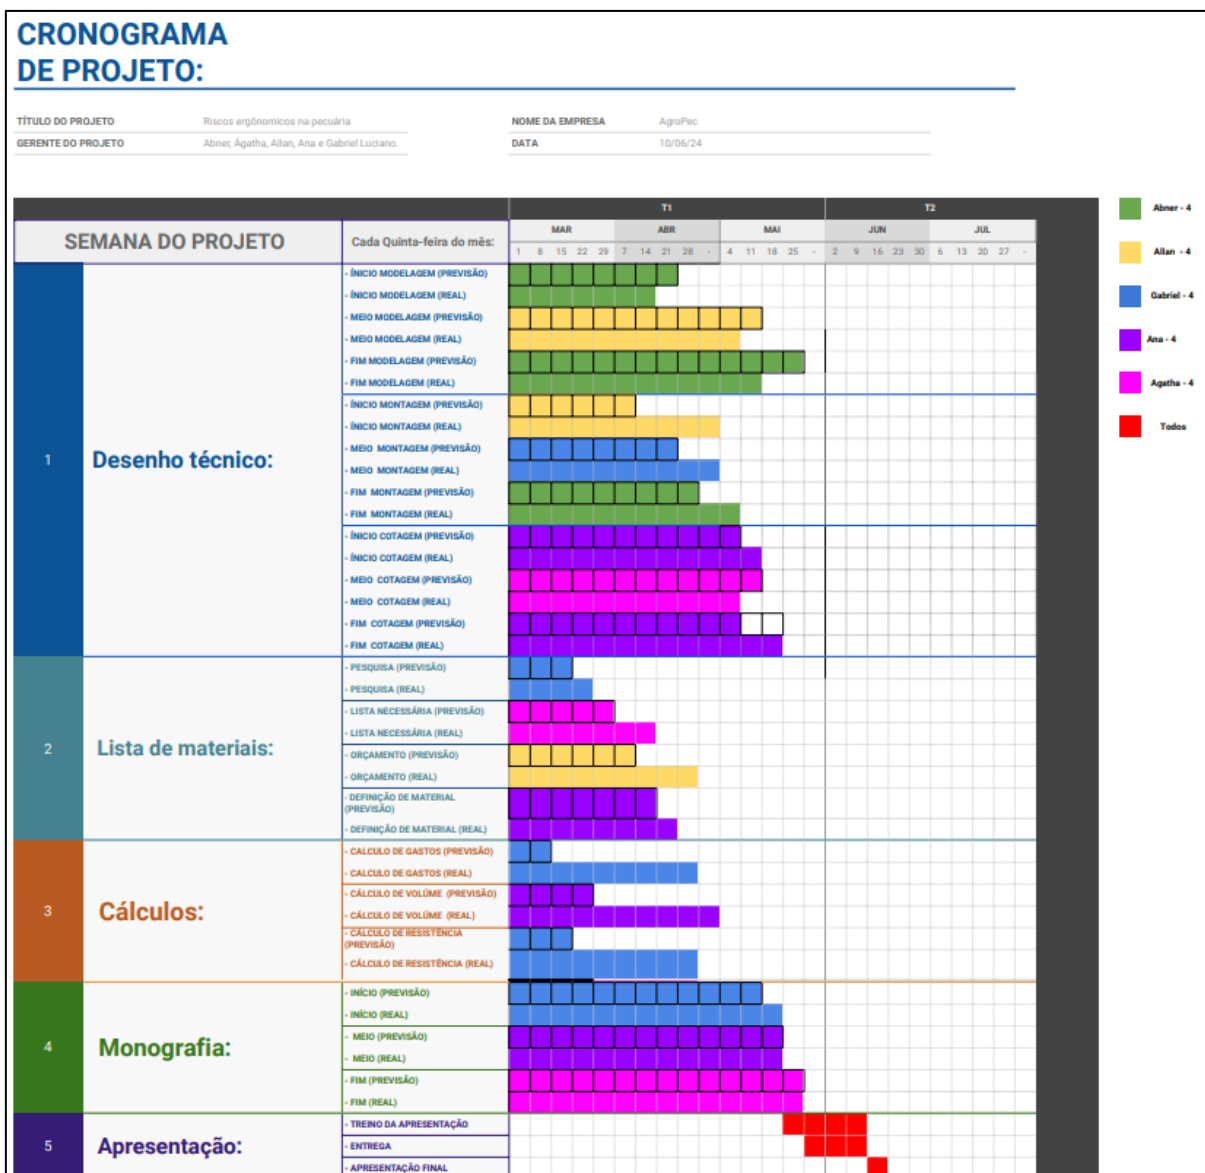 CRONOGRAMA
DE PROJETO:
TÍTULO DO PROJETO Riscos ergônomicos na pecuária NOME DA EMPRESA AgroPec
GERENTE DO PROJETO Abner, Ágatha, Allan, Ana e Gabriel Luciano. DATA 10/06/24
T1 T2
SEMANA DO PROJETO Cada Quinta-feira do mês: MAR ABR MAI JUN JUL
1 8 15 22 29 7 14 21 28 - 4 11 18 25 - 2 9 16 23 30 6 13 20 27 -
Abner - 4
Allan - 4
Gabriel - 4
Ana - 4
Agatha - 4
Todos
1 Desenho técnico:
- ÍNICIO MODELAGEM (PREVISÃO)
- ÍNICIO MODELAGEM (REAL)
- MEIO MODELAGEM (PREVISÃO)
- MEIO MODELAGEM (REAL)
- FIM MODELAGEM (PREVISÃO)
- FIM MODELAGEM (REAL)
- ÍNICIO MONTAGEM (PREVISÃO)
- ÍNICIO MONTAGEM (REAL)
- MEIO MONTAGEM (PREVISÃO)
- MEIO MONTAGEM (REAL)
- FIM MONTAGEM (PREVISÃO)
- FIM MONTAGEM (REAL)
- ÍNICIO COTAGEM (PREVISÃO)
- ÍNICIO COTAGEM (REAL)
- MEIO COTAGEM (PREVISÃO)
- MEIO COTAGEM (REAL)
- FIM COTAGEM (PREVISÃO)
- FIM COTAGEM (REAL)
2 Lista de materiais:
- PESQUISA (PREVISÃO)
- PESQUISA (REAL)
- LISTA NECESSÁRIA (PREVISÃO)
- LISTA NECESSÁRIA (REAL)
- ORÇAMENTO (PREVISÃO)
- ORÇAMENTO (REAL)
- DEFINIÇÃO DE MATERIAL
(PREVISÃO)
- DEFINIÇÃO DE MATERIAL (REAL)
3 Cálculos:
- CALCULO DE GASTOS (PREVISÃO)
- CALCULO DE GASTOS (REAL)
- CÁLCULO DE VOLÚME (PREVISÃO)
- CÁLCULO DE VOLÚME (REAL)
- CÁLCULO DE RESISTÊNCIA
(PREVISÃO)
- CÁLCULO DE RESISTÊNCIA (REAL)
4 Monografia:
- INÍCIO (PREVISÃO)
- INÍCIO (REAL)
- MEIO (PREVISÃO)
- MEIO (REAL)
- FIM (PREVISÃO)
- FIM (REAL)
5 Apresentação:
- TREINO DA APRESENTAÇÃO
- ENTREGA
- APRESENTAÇÃO FINAL